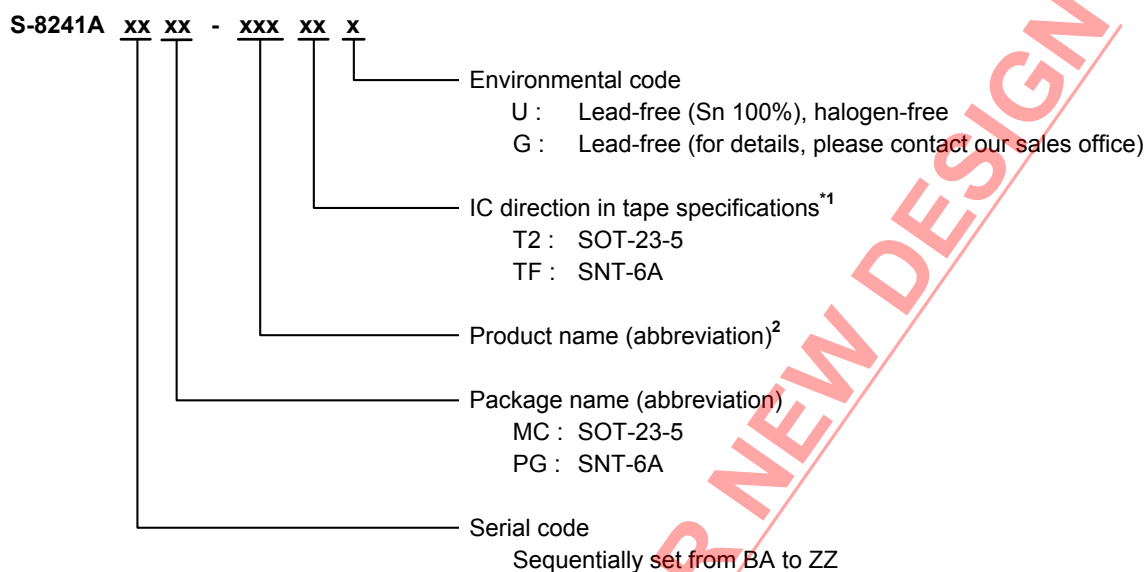 S-8241A xx xx - xxx xx x
Environmental code
U : Lead-free (Sn 100%), halogen-free
G : Lead-free (for details, please contact our sales office)
IC direction in tape specifications*1
T2 : SOT-23-5
TF : SNT-6A
Product name (abbreviation)2
Package name (abbreviation)
MC : SOT-23-5
PG : SNT-6A
Serial code
Sequentially set from BA to ZZ
R NEW DESIGN